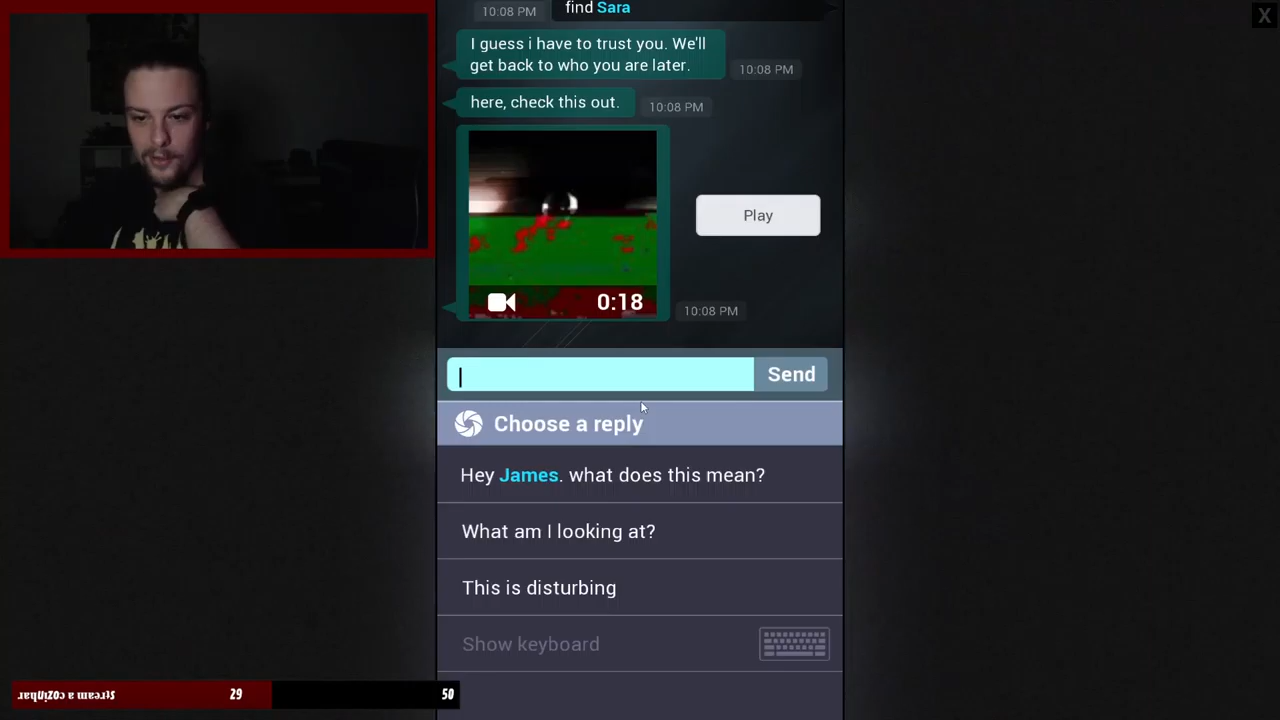 X
find Sara
10:08 PM
I guess i have to trust you. We'll
get back to who you are later.
10:08 PM
here, check this out.
10:08 PM
Play
0:18
10:08 PM
Send
Choose a reply
Hey James. what does this mean?
What am I looking at?
This is disturbing
Show keyboard
Stream a cozinhar
29
50